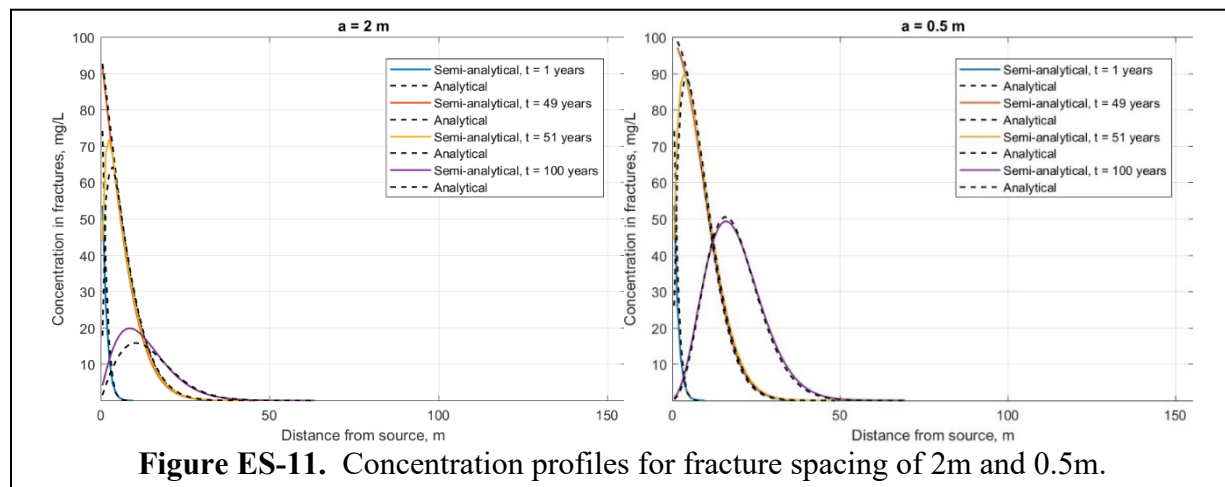 a = 2 m
100
90
80
70
60
50
40
30
20
10
Concentration in fractures, mg/L
Semi-analytical, t = 1 years
Analytical
Semi-analytical, t = 49 years
Analytical
Semi-analytical, t = 51 years
Analytical
Semi-analytical, t = 100 years
Analytical
0
50
100
150
Distance from source, m
a = 0.5 m
100
90
80
70
60
50
40
30
20
10
Concentration in fractures, mg/L
Semi-analytical, t = 1 years
Analytical
Semi-analytical, t = 49 years
Analytical
Semi-analytical, t = 51 years
Analytical
Semi-analytical, t = 100 years
Analytical
0
50
100
150
Distance from source, m
Figure ES-11. Concentration profiles for fracture spacing of 2m and 0.5m.